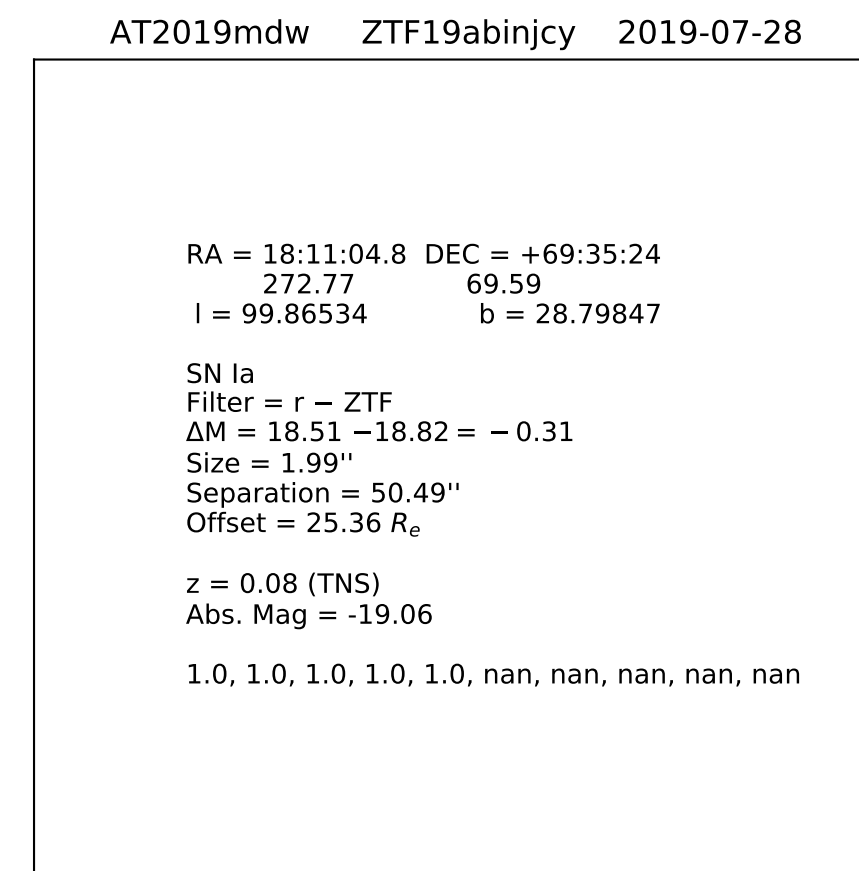 AT2019mdw ZTF19abinjcy 2019-07-28
RA = 18:11:04.8 DEC = +69:35:24
272.77 69.59
l = 99.86534 b = 28.79847
SN Ia
Filter = r − ZTF
ΔM = 18.51 −18.82 = − 0.31
Size = 1.99''
Separation = 50.49''
Offset = 25.36 Re
z = 0.08 (TNS)
Abs. Mag = -19.06
1.0, 1.0, 1.0, 1.0, 1.0, nan, nan, nan, nan, nan